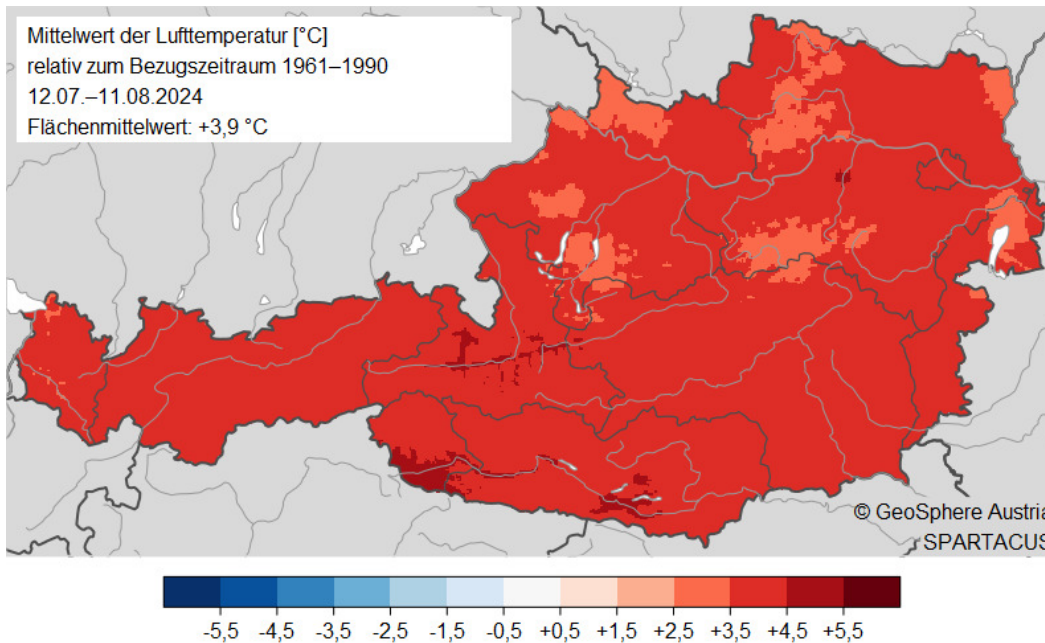 Mittelwert der Lufttemperatur [°C]
relativ zum Bezugszeitraum 1961–1990
12.07.–11.08.2024
Flächenmittelwert: +3,9 °C
© GeoSphere Austria
SPARTACUS
-5,5 -4,5 -3,5 -2,5 -1,5 -0,5 +0,5 +1,5 +2,5 +3,5 +4,5 +5,5